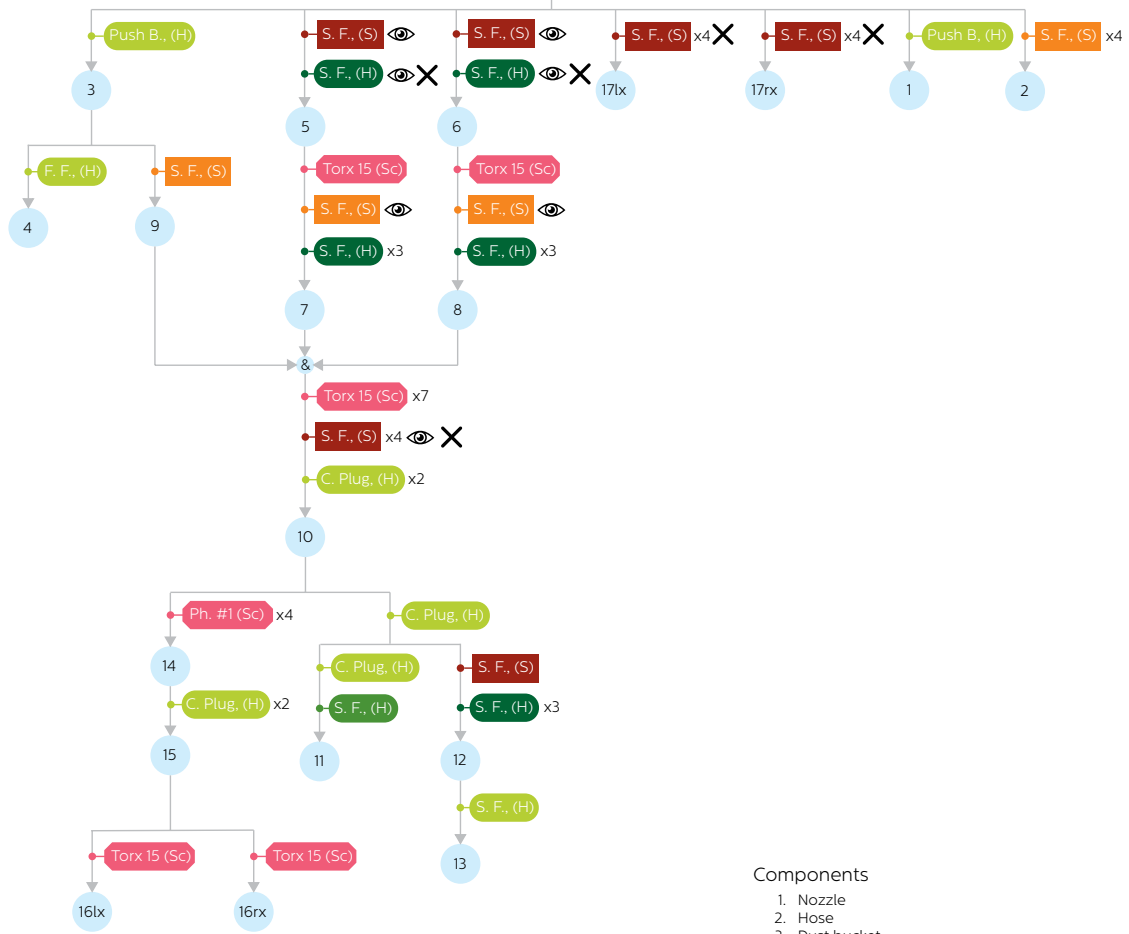 Push B., (H)
S. F., (S)
S. F., (S)
S. F., (S) x4
S. F., (S) x4
Push B, (H)
S. F., (S) x4
S. F., (H)
S. F., (H)
3
17lx
17rx
1
2
5
6
F. F., (H)
S. F., (S)
Torx 15 (Sc)
Torx 15 (Sc)
S. F., (S)
S. F., (S)
4
9
S. F., (H) x3
S. F., (H) x3
7
8
&
Torx 15 (Sc) x7
S. F., (S) x4
C. Plug, (H) x2
10
Ph. #1 (Sc) x4
C. Plug, (H)
14
C. Plug, (H)
S. F., (S)
C. Plug, (H) x2
S. F., (H)
S. F., (H) x3
15
11
12
S. F., (H)
Torx 15 (Sc)
Torx 15 (Sc)
13
16lx
16rx
Components
1. Nozzle
2. Hose
3. Dust bucket